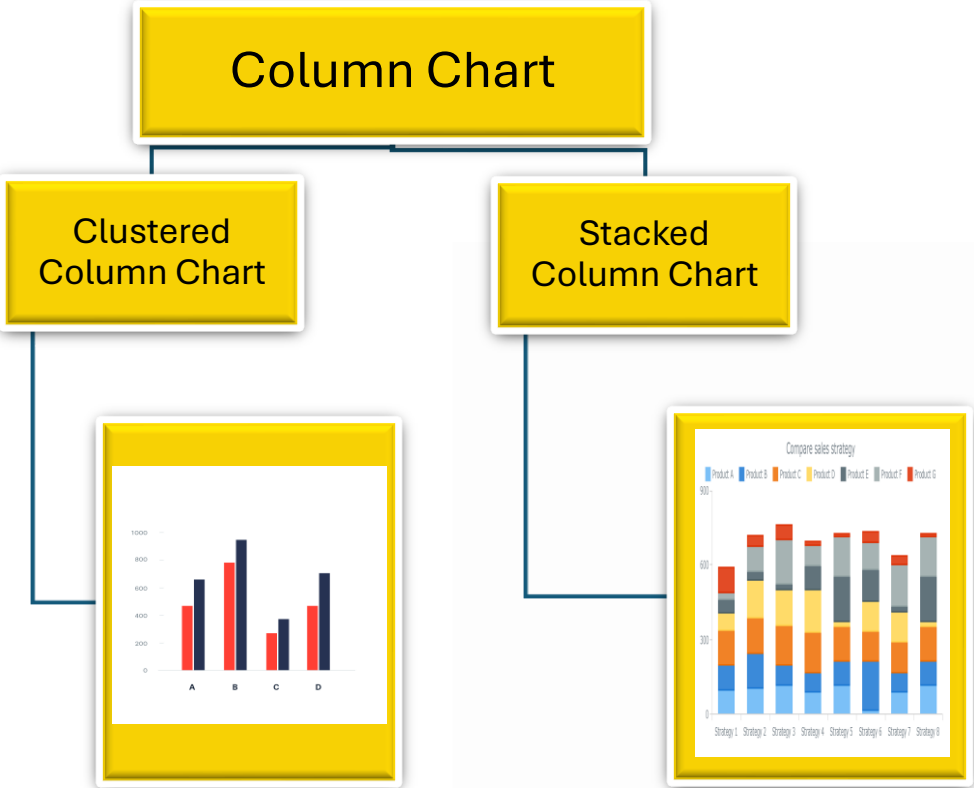 Column Chart
Clustered
Column Chart
Stacked
Column Chart
1000
800
600
400
200
0
A B C D
Compare sales strategy
Product A Product B Product C Product D Product E Product F Product G
900
600
300
0
Strategy 1 Strategy 2 Strategy 3 Strategy 4 Strategy 5 Strategy 6 Strategy 7 Strategy 8